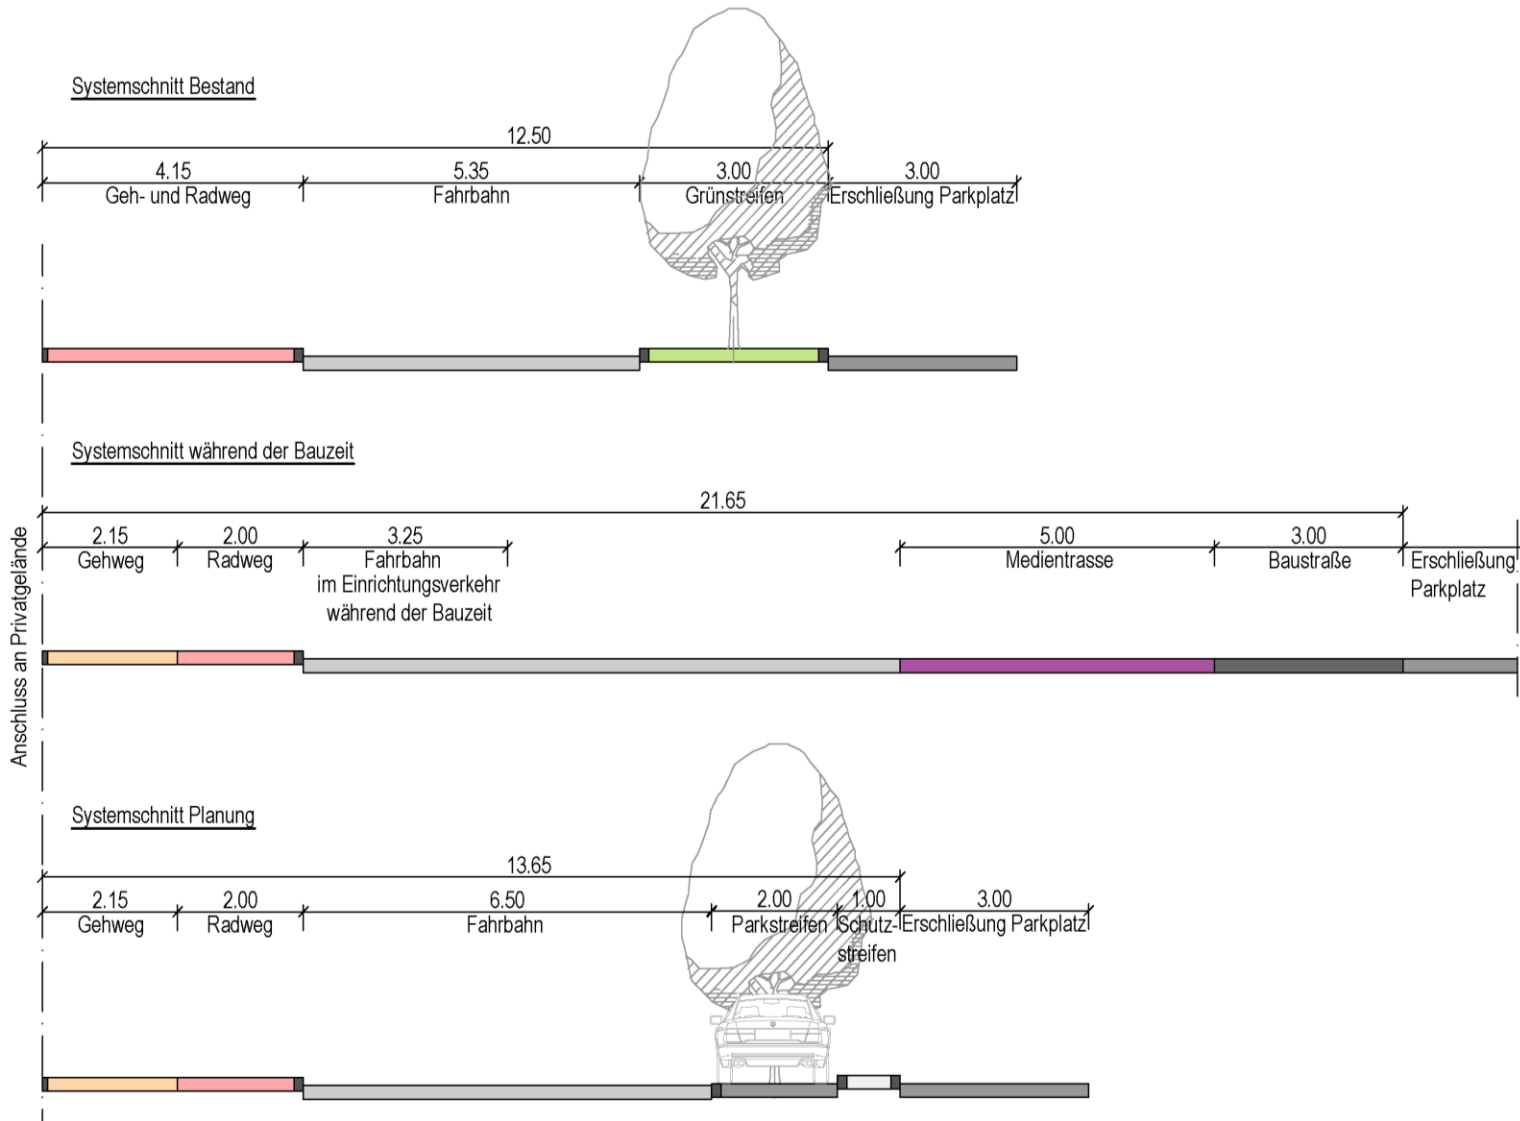 Systemschnitt Bestand
12.50
4.15 5.35 3.00 3.00
Geh- und Radweg Fahrbahn Grünstreifen Erschließung Parkplatz
Systemschnitt während der Bauzeit
21.65
2.15 2.00 3.25 5.00 3.00
Gehweg Radweg Fahrbahn Medientrasse Baustraße Erschließung
im Einrichtungsverkehr Parkplatz
während der Bauzeit
Anschluss an Privatgelände
Systemschnitt Planung
13.65
2.15 2.00 6.50 2.00 1.00 3.00
Gehweg Radweg Fahrbahn Parkstreifen Schutz- Erschließung Parkplatz
streifen